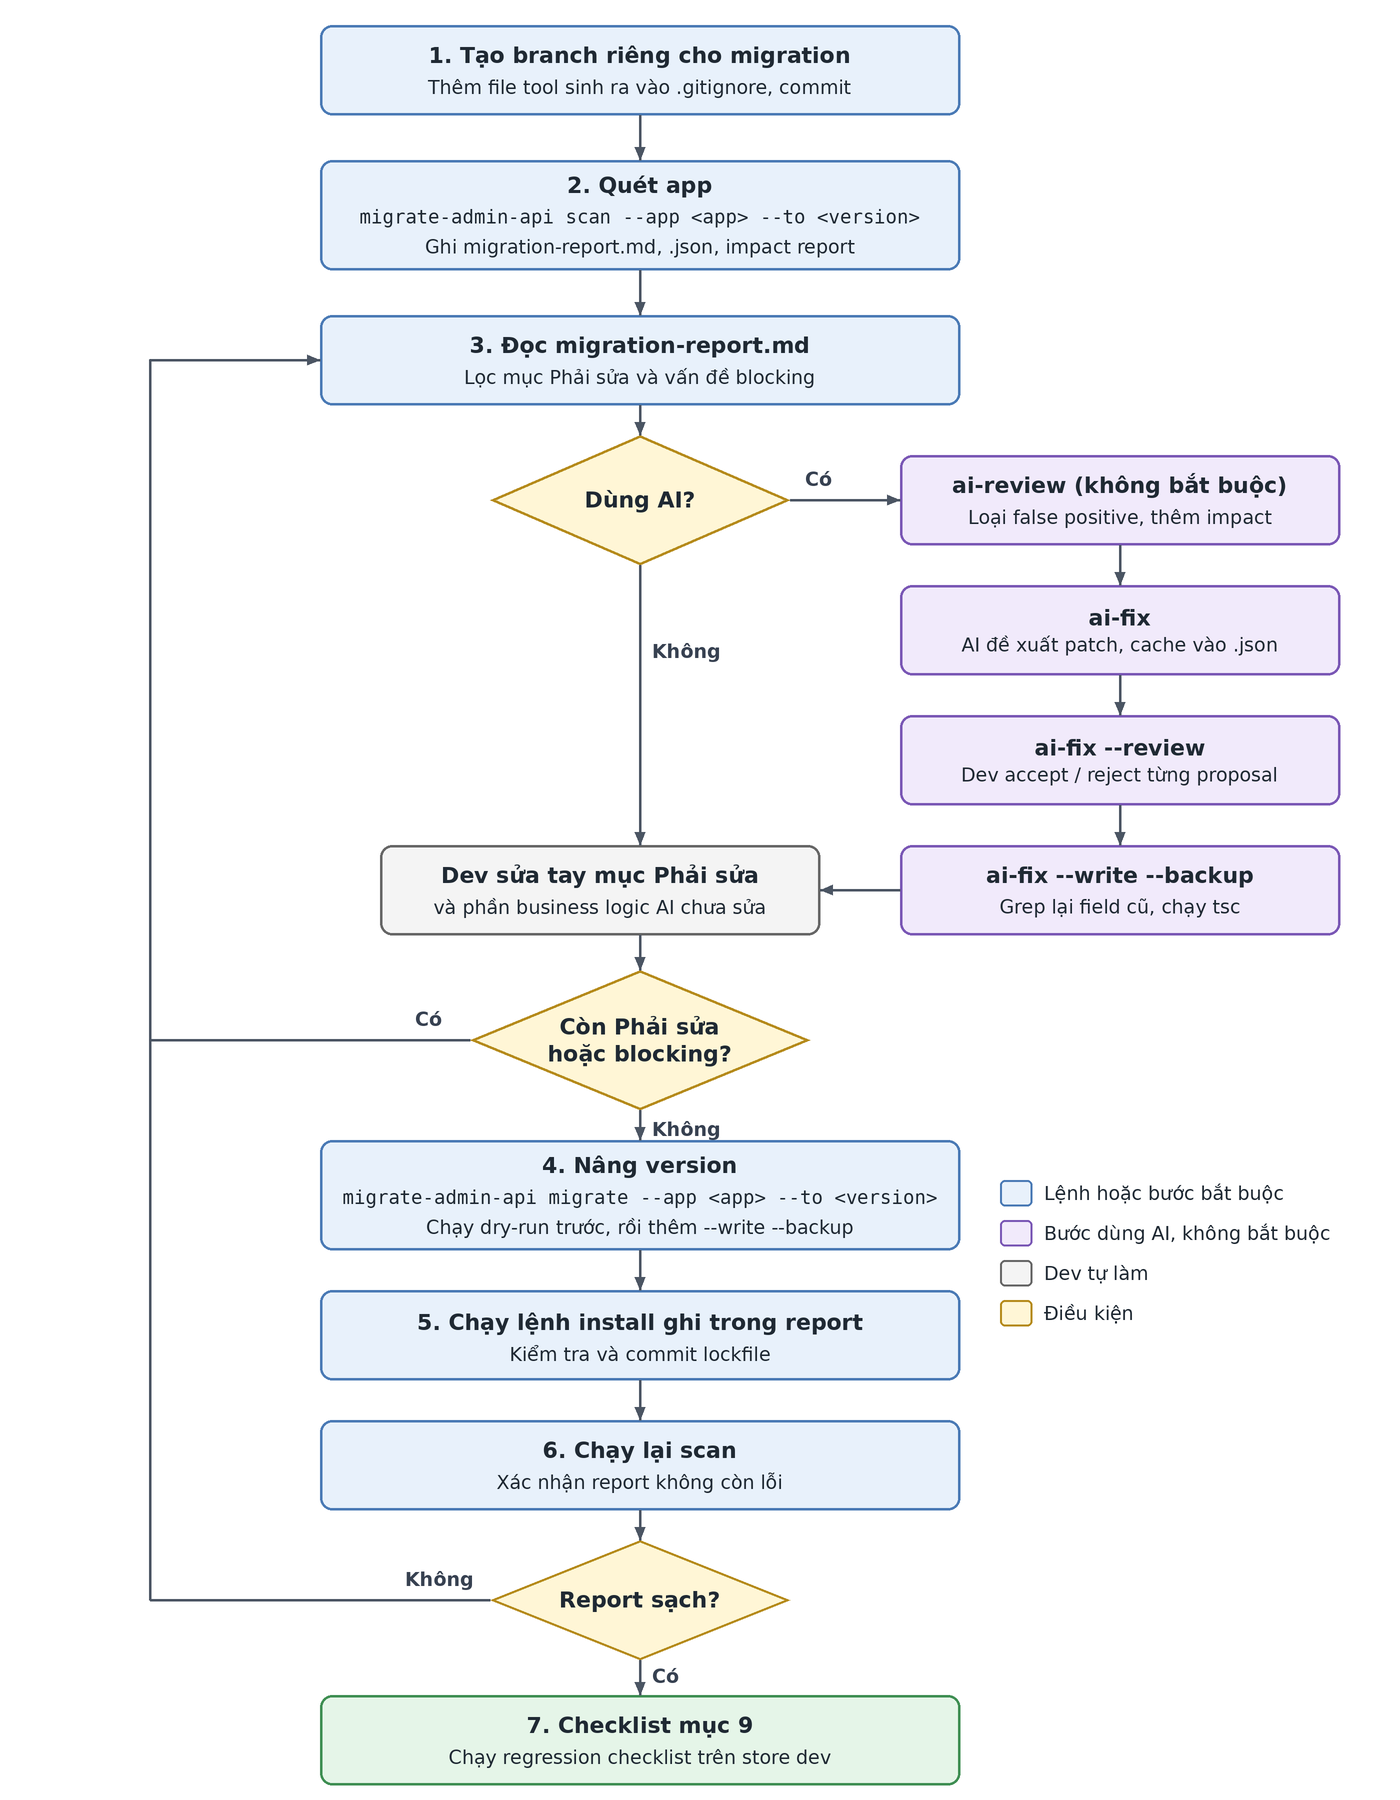 1. Tạo branch riêng cho migration
Thêm file tool sinh ra vào .gitignore, commit
2. Quét app
migrate-admin-api scan --app <app> --to <version>
Ghi migration-report.md, .json, impact report
3. Đọc migration-report.md
Lọc mục Phải sửa và vấn đề blocking
Dùng AI?
Có
ai-review (không bắt buộc)
Loại false positive, thêm impact
ai-fix
AI đề xuất patch, cache vào .json
Không
ai-fix --review
Dev accept / reject từng proposal
Dev sửa tay mục Phải sửa
và phần business logic AI chưa sửa
ai-fix --write --backup
Grep lại field cũ, chạy tsc
Có
Còn Phải sửa
hoặc blocking?
Không
4. Nâng version
migrate-admin-api migrate --app <app> --to <version>
Chạy dry-run trước, rồi thêm --write --backup
Lệnh hoặc bước bắt buộc
Bước dùng AI, không bắt buộc
Dev tự làm
Điều kiện
5. Chạy lệnh install ghi trong report
Kiểm tra và commit lockfile
6. Chạy lại scan
Xác nhận report không còn lỗi
Không
Report sạch?
Có
7. Checklist mục 9
Chạy regression checklist trên store dev